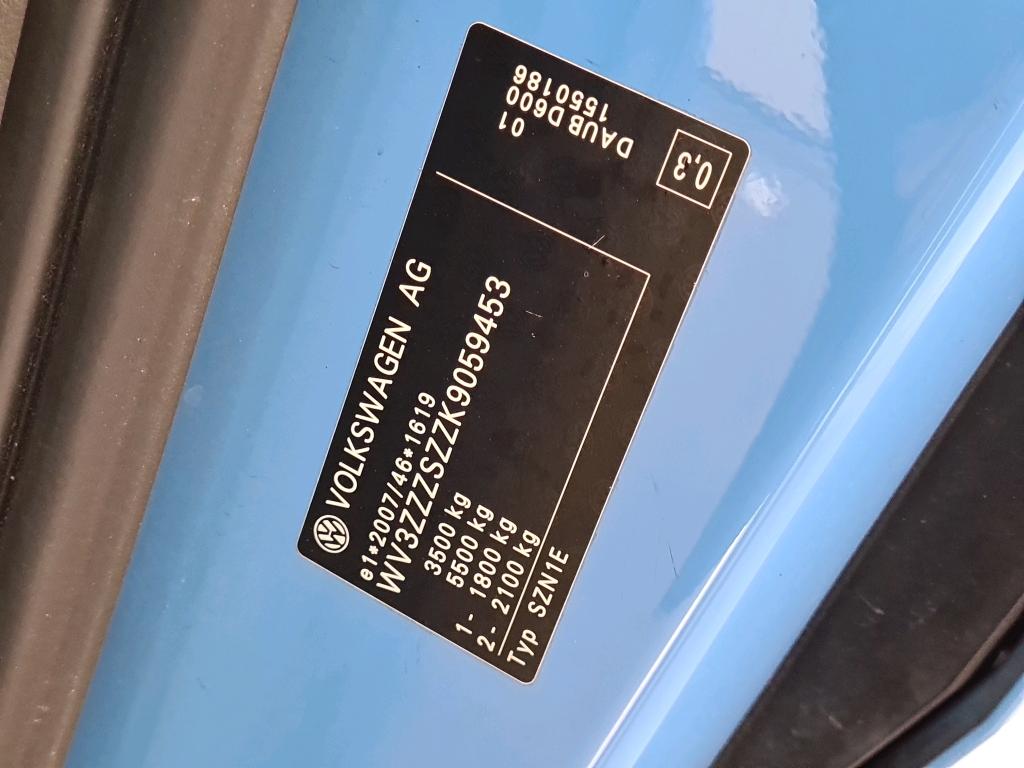 VOLKSWAGEN AG
e1*2007/46*1619
WV3ZZZSZZK9059453
3500 kg
5500 kg
1- 1800 kg
2- 2100 kg
Typ SZN1E
01
DAUB D600
1550186
0,3